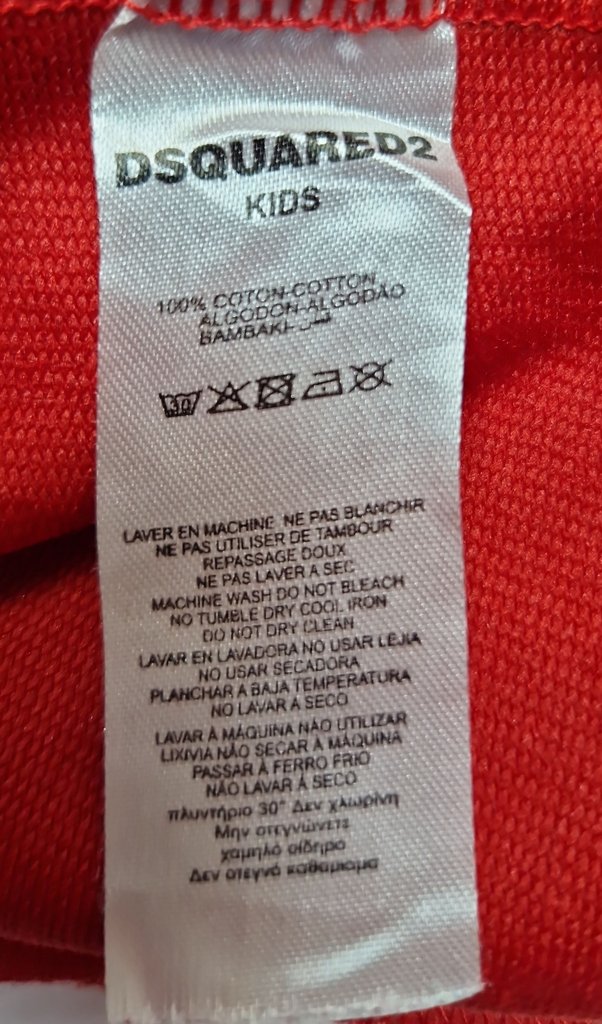 DSQUARED2
KIDS
100% COTON-COTTON
ALGODON-ALGODÃO
BAMBAKI-قطن
30
LAVER EN MACHINE NE PAS BLANCHIR
NE PAS UTILISER DE TAMBOUR
REPASSAGE DOUX
NE PAS LAVER A SEC
MACHINE WASH DO NOT BLEACH
NO TUMBLE DRY COOL IRON
DO NOT DRY CLEAN
LAVAR EN LAVADORA NO USAR LEJIA
NO USAR SECADORA
PLANCHAR A BAJA TEMPERATURA
NO LAVAR A SECO
LAVAR À MÁQUINA NÃO UTILIZAR
LIXIVIA NÃO SECAR À MÁQUINA
PASSAR À FERRO FRIO
NÃO LAVAR À SECO
πλυντήριο 30° Δεν χλωρίνη
Μην στεγνώνετε
χαμηλό σίδηρο
Δεν στεγνό καθάρισμα